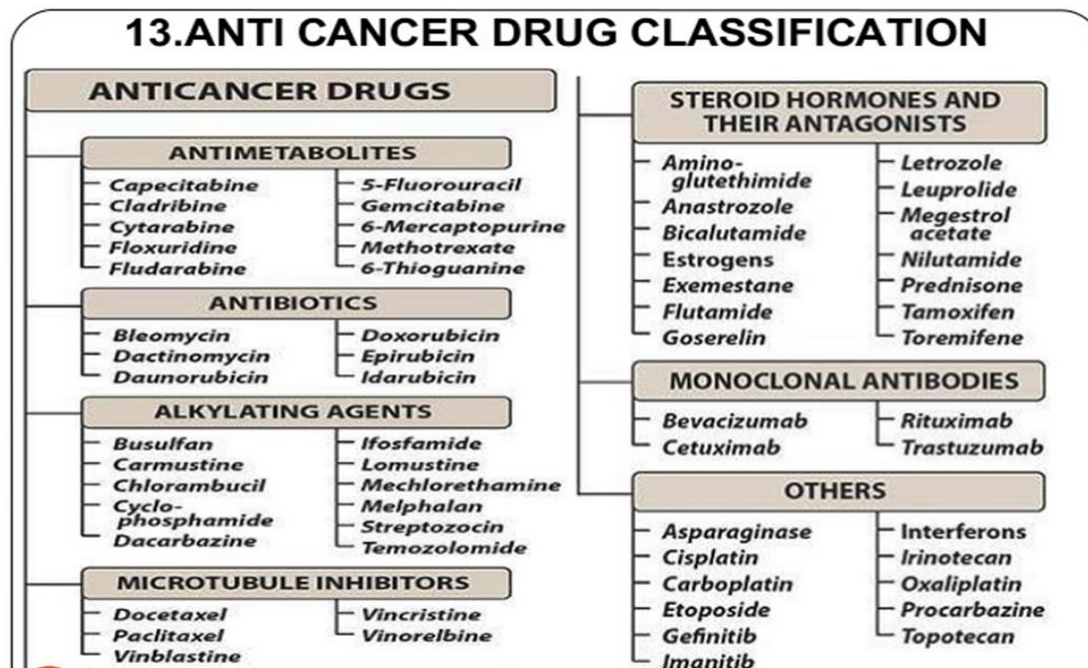 13.ANTI CANCER DRUG CLASSIFICATION
ANTICANCER DRUGS
ANTIMETABOLITES
Capecitabine
Cladribine
Cytarabine
Floxuridine
Fludarabine
5-Fluorouracil
Gemcitabine
6-Mercaptopurine
Methotrexate
6-Thioguanine
ANTIBIOTICS
Bleomycin
Dactinomycin
Daunorubicin
Doxorubicin
Epirubicin
Idarubicin
ALKYLATING AGENTS
Busulfan
Carmustine
Chlorambucil
Cyclo-
phosphamide
Dacarbazine
Ifosfamide
Lomustine
Mechlorethamine
Melphalan
Streptozocin
Temozolomide
MICROTUBULE INHIBITORS
Docetaxel
Paclitaxel
Vinblastine
Vincristine
Vinorelbine
STEROID HORMONES AND
THEIR ANTAGONISTS
Amino-
glutethimide
Anastrozole
Bicalutamide
Estrogens
Exemestane
Flutamide
Goserelin
Letrozole
Leuprolide
Megestrol
acetate
Nilutamide
Prednisone
Tamoxifen
Toremifene
MONOCLONAL ANTIBODIES
Bevacizumab
Cetuximab
Rituximab
Trastuzumab
OTHERS
Asparaginase
Cisplatin
Carboplatin
Etoposide
Gefinitib
Imanitib
Interferons
Irinotecan
Oxaliplatin
Procarbazine
Topotecan